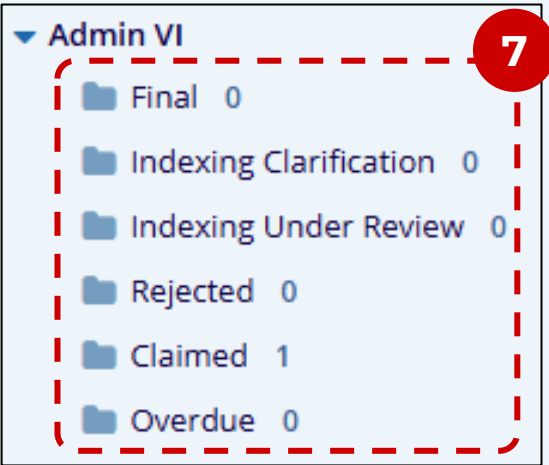 Admin VI
7
Final 0
Indexing Clarification 0
Indexing Under Review 0
Rejected 0
Claimed 1
Overdue 0